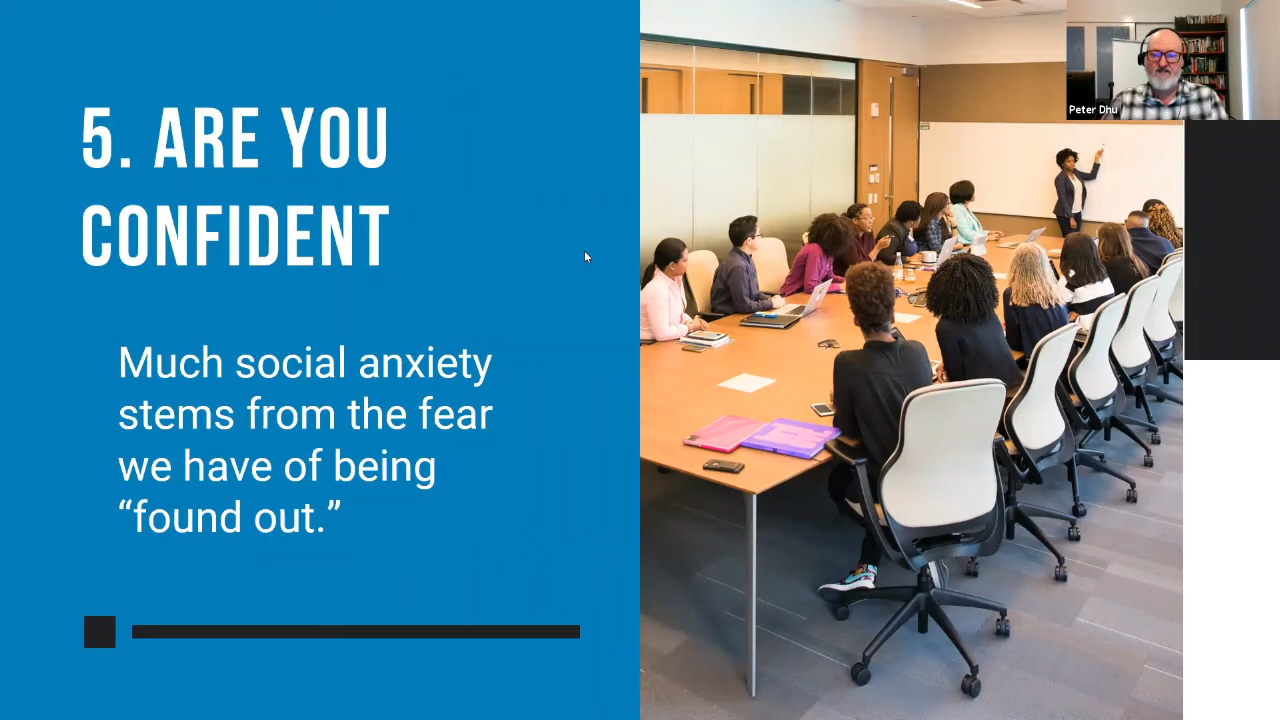 5. ARE YOU
CONFIDENT
Much social anxiety
stems from the fear
we have of being
“found out.”
Peter Dhu